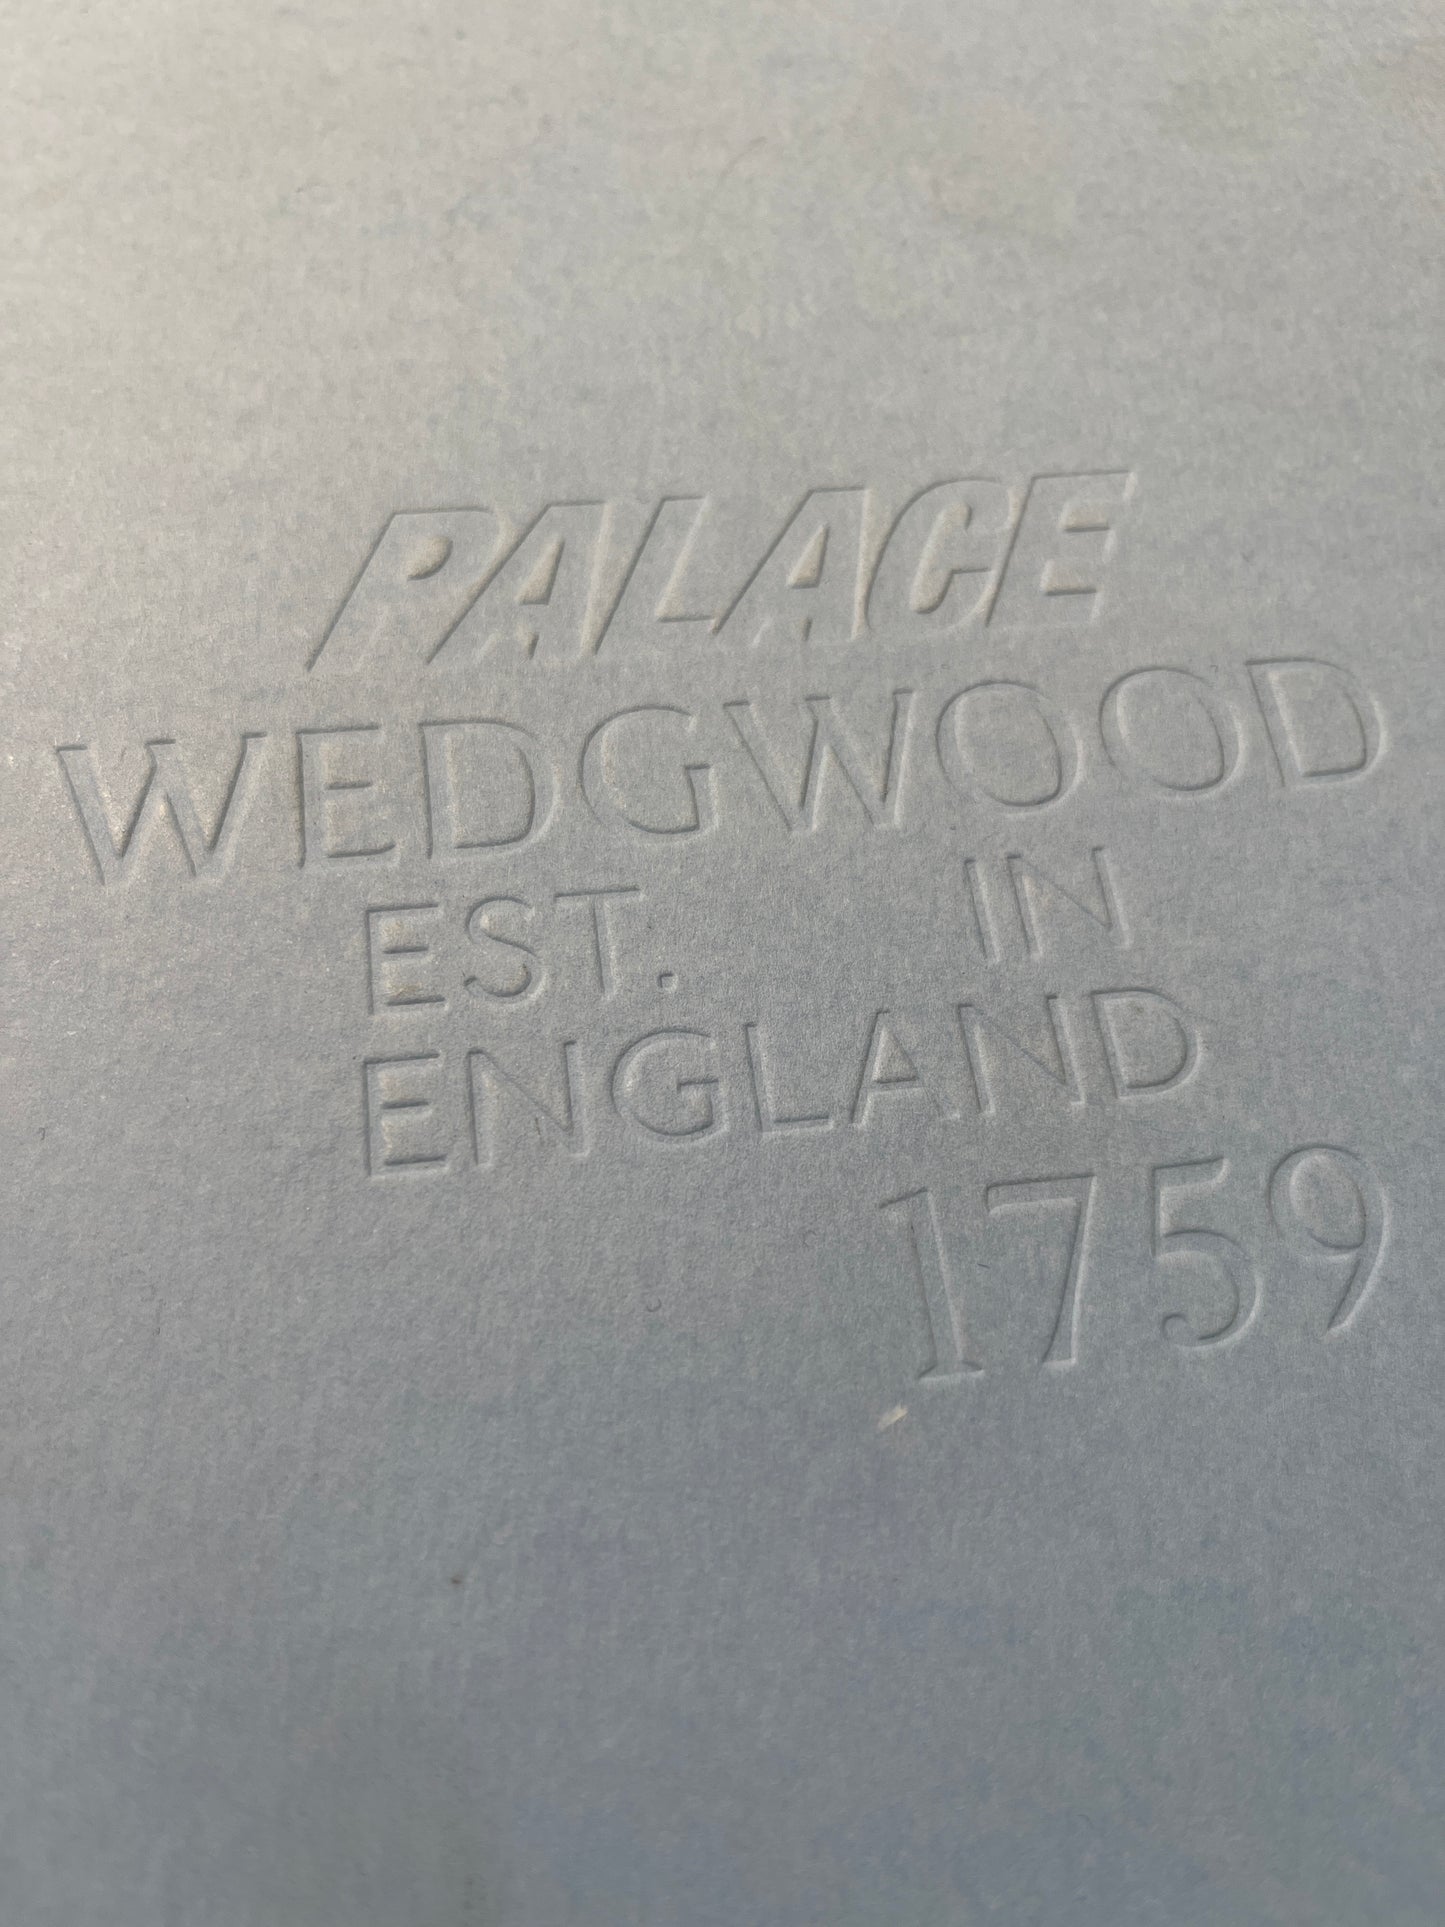 PALACE
WEDGWOOD
EST. IN
ENGLAND
1759